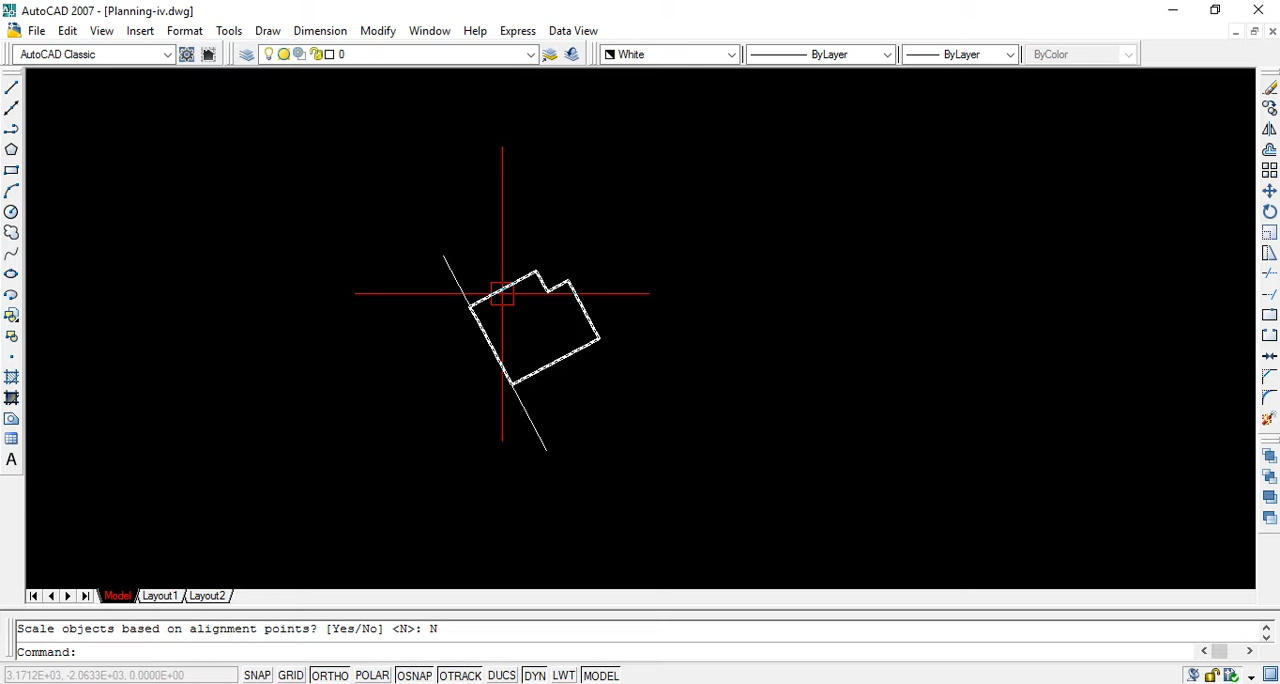 AutoCAD 2007 - [Planning-iv.dwg]
File Edit View Insert Format Tools Draw Dimension Modify Window Help Express Data View
AutoCAD Classic 0 White ByLayer ByLayer ByColor
A
Model Layout1 Layout2
Scale objects based on alignment points? [Yes/No] <N>: N
Command:
3.1712E+03, -2.0633E+03, 0.0000E+00 SNAP GRID ORTHO POLAR OSNAP OTRACK DUCS DYN LWT MODEL